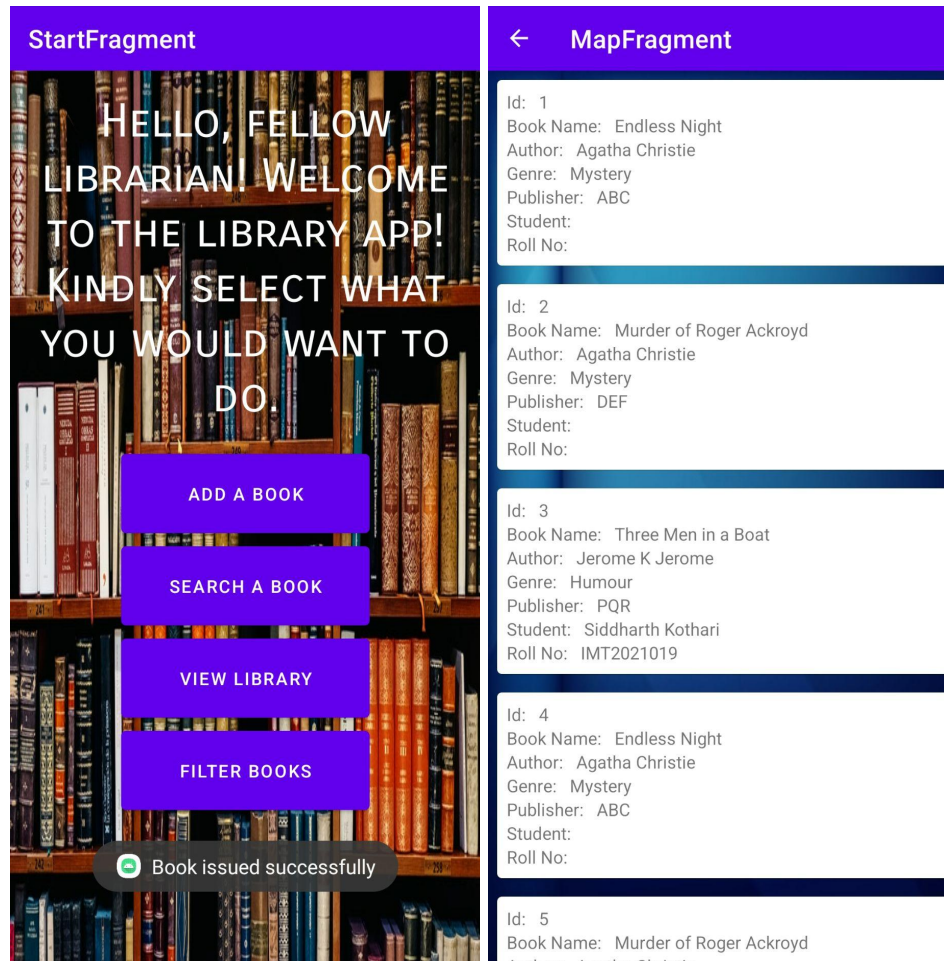 StartFragment
HELLO, FELLOW
LIBRARIAN! WELCOME
TO THE LIBRARY APP!
KINDLY SELECT WHAT
YOU WOULD WANT TO
DO.
ADD A BOOK
SEARCH A BOOK
VIEW LIBRARY
FILTER BOOKS
Book issued successfully
MapFragment
Id: 1
Book Name: Endless Night
Author: Agatha Christie
Genre: Mystery
Publisher: ABC
Student:
Roll No:
Id: 2
Book Name: Murder of Roger Ackroyd
Author: Agatha Christie
Genre: Mystery
Publisher: DEF
Student:
Roll No:
Id: 3
Book Name: Three Men in a Boat
Author: Jerome K Jerome
Genre: Humour
Publisher: PQR
Student: Siddharth Kothari
Roll No: IMT2021019
Id: 4
Book Name: Endless Night
Author: Agatha Christie
Genre: Mystery
Publisher: ABC
Student:
Roll No:
Id: 5
Book Name: Murder of Roger Ackroyd